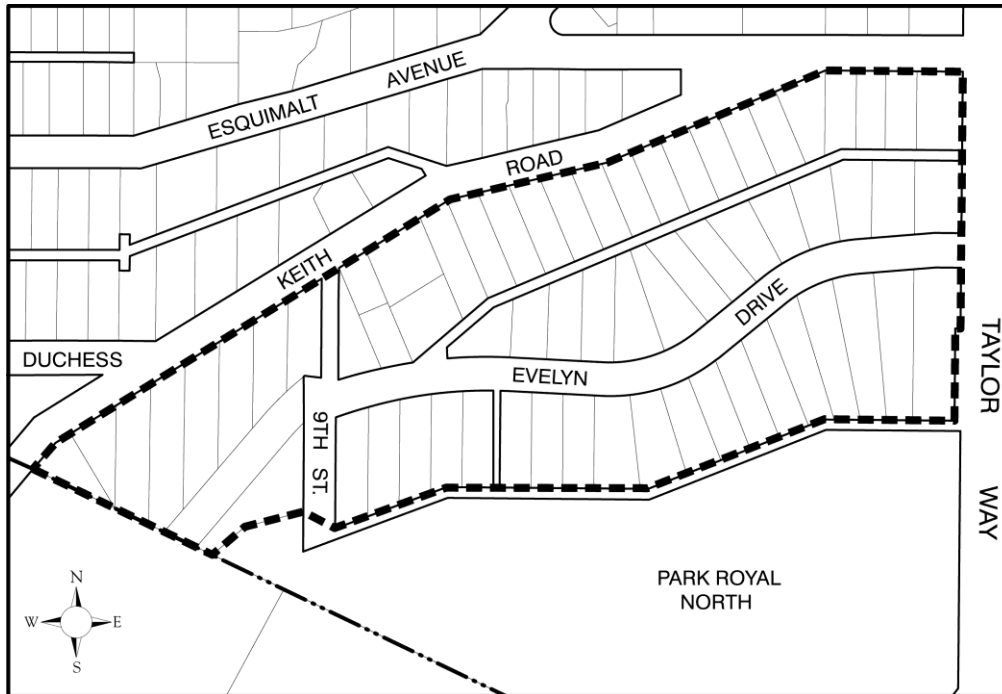 ESQUIMALT AVENUE
KEITH ROAD
DUCHESS
EVELYN DRIVE
9TH ST.
TAYLOR WAY
PARK ROYAL
NORTH
N
W E
S